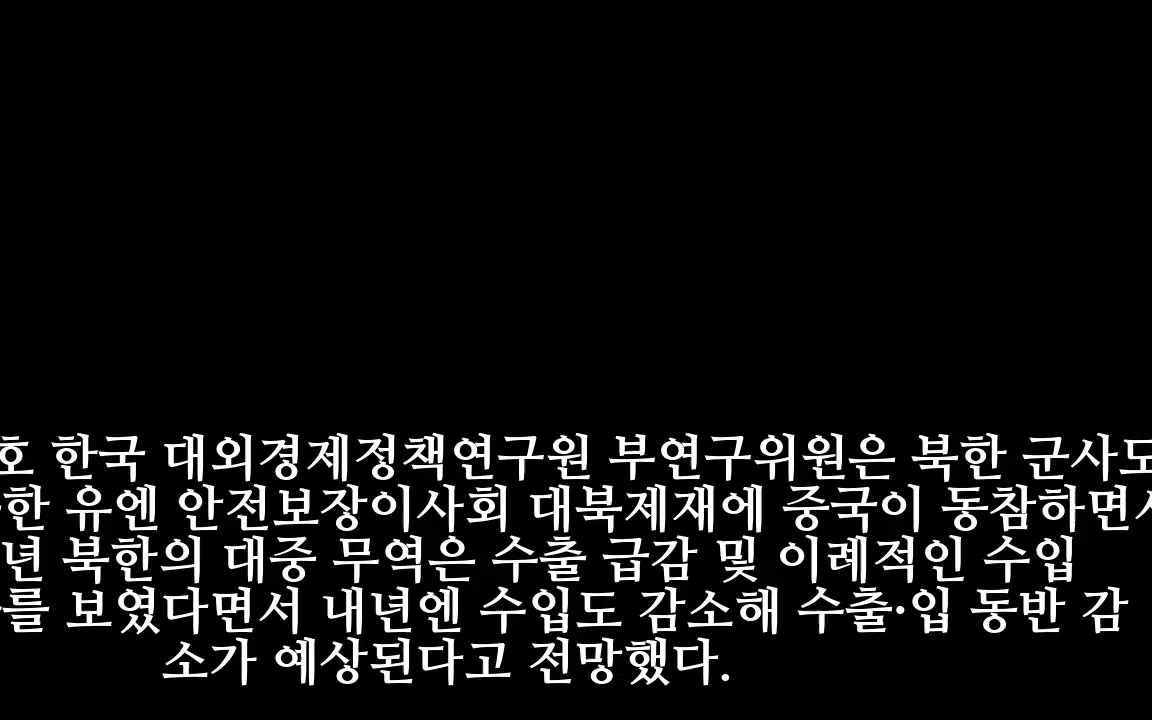 호 한국 대외경제정책연구원 부연구위원은 북한 군사도
한 유엔 안전보장이사회 대북제재에 중국이 동참하면서
년 북한의 대중 무역은 수출 급감 및 이례적인 수입
를 보였다면서 내년엔 수입도 감소해 수출·입 동반 감
소가 예상된다고 전망했다.